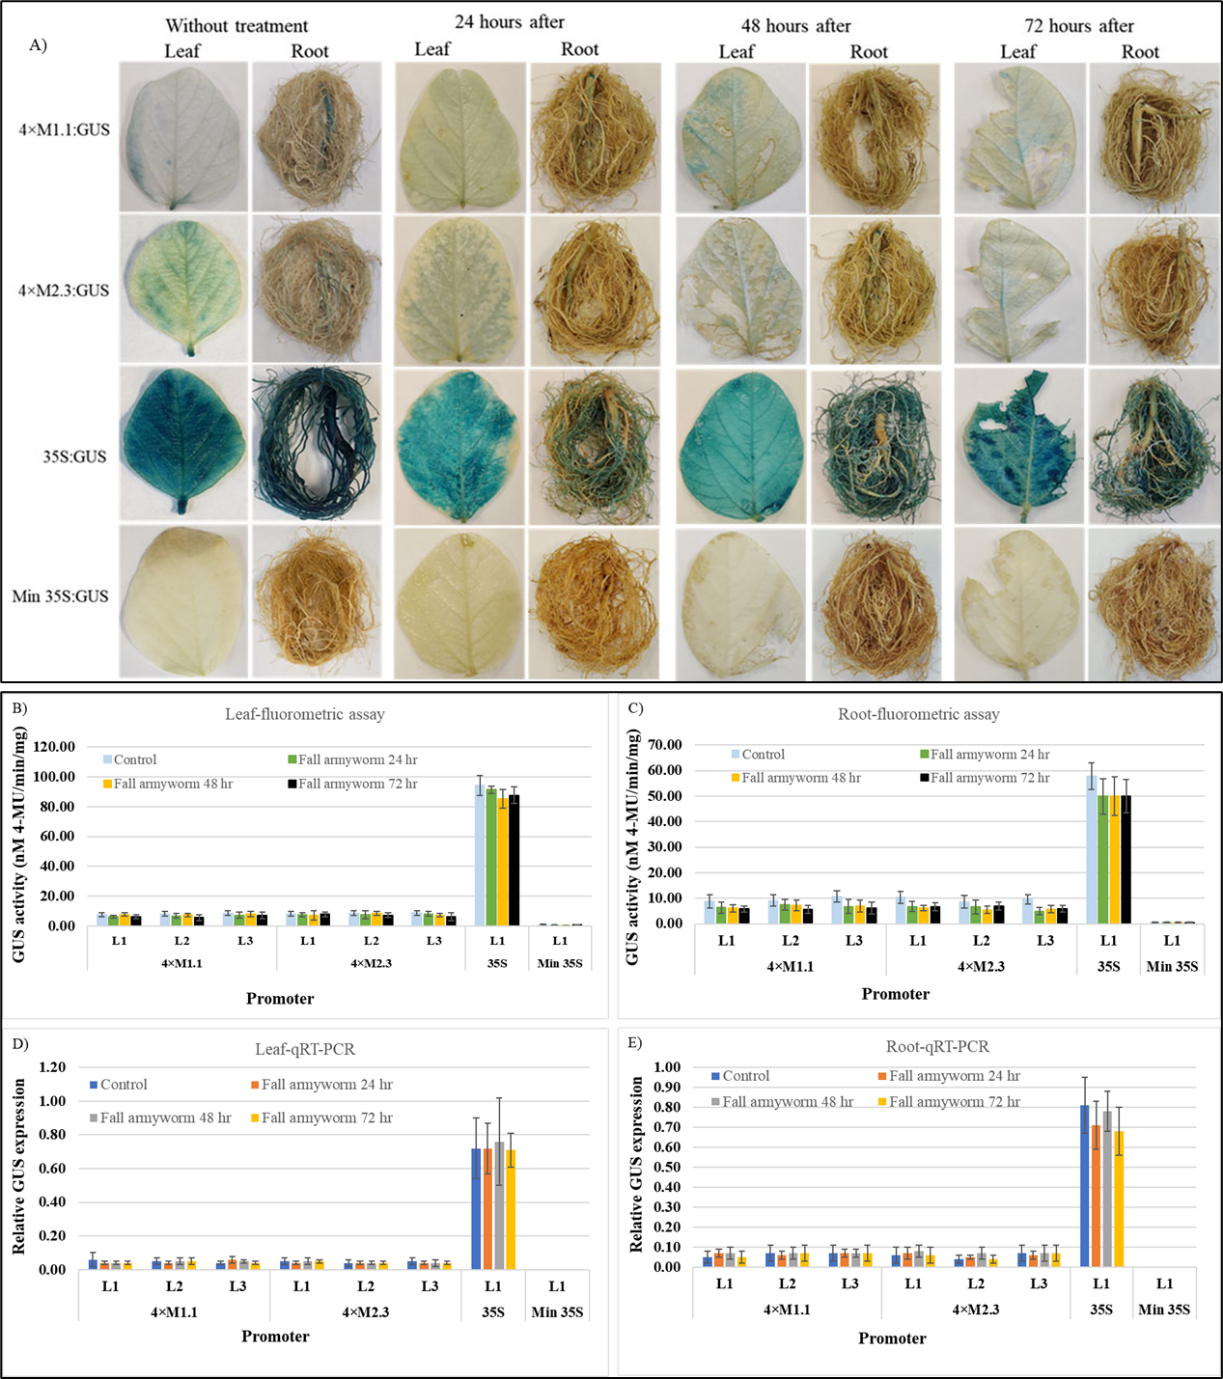 A)
Without treatment 24 hours after 48 hours after 72 hours after
Leaf Root Leaf Root Leaf Root Leaf Root
4×M1.1:GUS
4×M2.3:GUS
35S:GUS
Min 35S:GUS
B)
Leaf-fluorometric assay
GUS activity (nM 4-MU/min/mg)
120.00
100.00
80.00
60.00
40.00
20.00
0.00
Control Fall armyworm 24 hr
Fall armyworm 48 hr Fall armyworm 72 hr
L1 L2 L3 L1 L2 L3 L1 L1
4×M1.1 4×M2.3 35S Min 35S
Promoter
C)
Root-fluorometric assay
GUS activity (nM 4-MU/min/mg)
70.00
60.00
50.00
40.00
30.00
20.00
10.00
0.00
Control Fall armyworm 24 hr
Fall armyworm 48 hr Fall armyworm 72 hr
L1 L2 L3 L1 L2 L3 L1 L1
4×M1.1 4×M2.3 35S Min 35S
Promoter
D)
Leaf-qRT-PCR
Relative GUS expression
1.20
1.00
0.80
0.60
0.40
0.20
0.00
Control Fall armyworm 24 hr
Fall armyworm 48 hr Fall armyworm 72 hr
L1 L2 L3 L1 L2 L3 L1 L1
4×M1.1 4×M2.3 35S Min 35S
Promoter
E)
Root-qRT-PCR
Relative GUS expression
1.00
0.90
0.80
0.70
0.60
0.50
0.40
0.30
0.20
0.10
0.00
Control Fall armyworm 24 hr
Fall armyworm 48 hr Fall armyworm 72 hr
L1 L2 L3 L1 L2 L3 L1 L1
4×M1.1 4×M2.3 35S Min 35S
Promoter